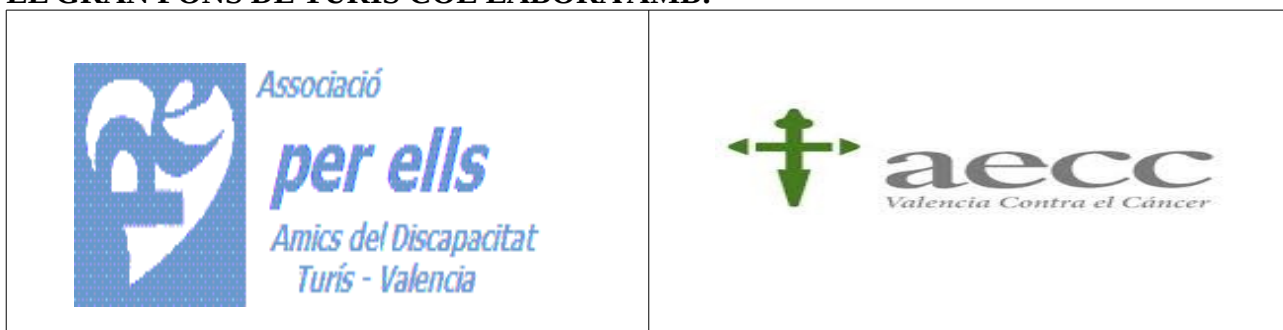 EL GRAN FONS DE TURIS COL·LABORA AMB:
Associació
per ells
Amics del Discapacitat
Turís - Valencia
aecc
Valencia Contra el Cáncer